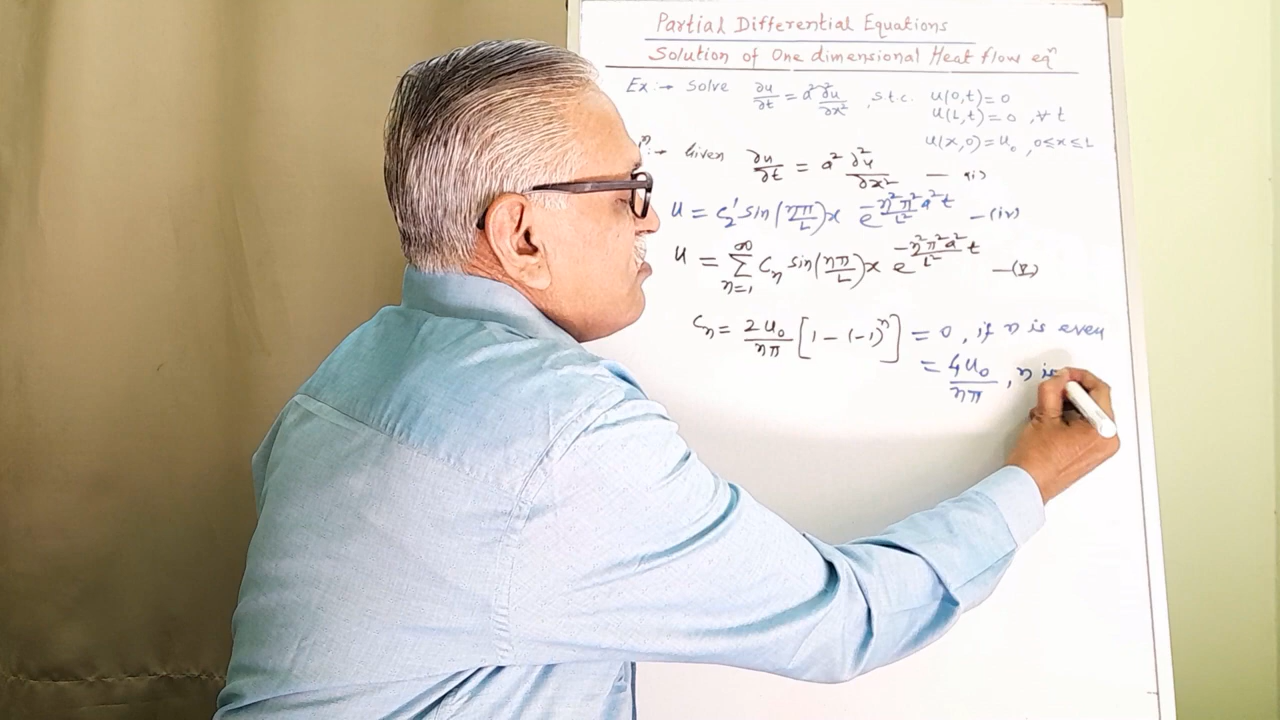 Partial Differential Equations
Solution of One dimensional Heat flow eqⁿ
Ex:→ Solve ∂u/∂t = a² ∂²u/∂x² , s.t.c. u(0,t)=0
u(L,t)=0 , ∀ t
u(x,0)=u₀ , 0≤x≤L
n:→ Given ∂u/∂t = a² ∂²u/∂x² — (i)
u = c₂' sin(nπ/L)x e^(-n²π²a²t/L²) —(iv)
u = ∑_{n=1}^{∞} Cₙ sin(nπ/L)x e^(-n²π²a²t/L²) —(v)
Cₙ = 2u₀/nπ [1 - (-1)ⁿ] = 0 , if n is even
= 4u₀/nπ , n is